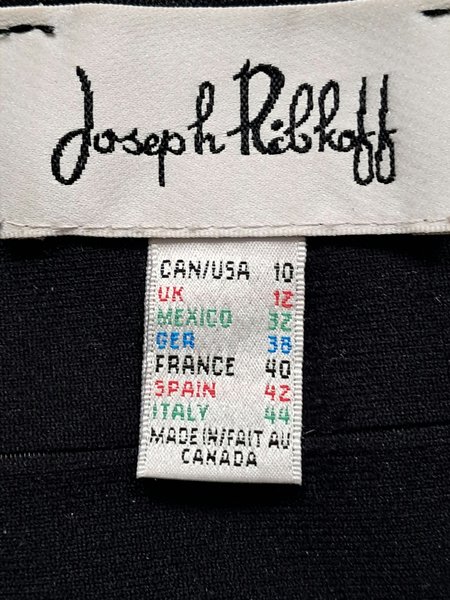 Joseph Ribkoff
CAN/USA 10
UK 12
MEXICO 32
GER 38
FRANCE 40
SPAIN 42
ITALY 44
MADE IN/FAIT AU
CANADA